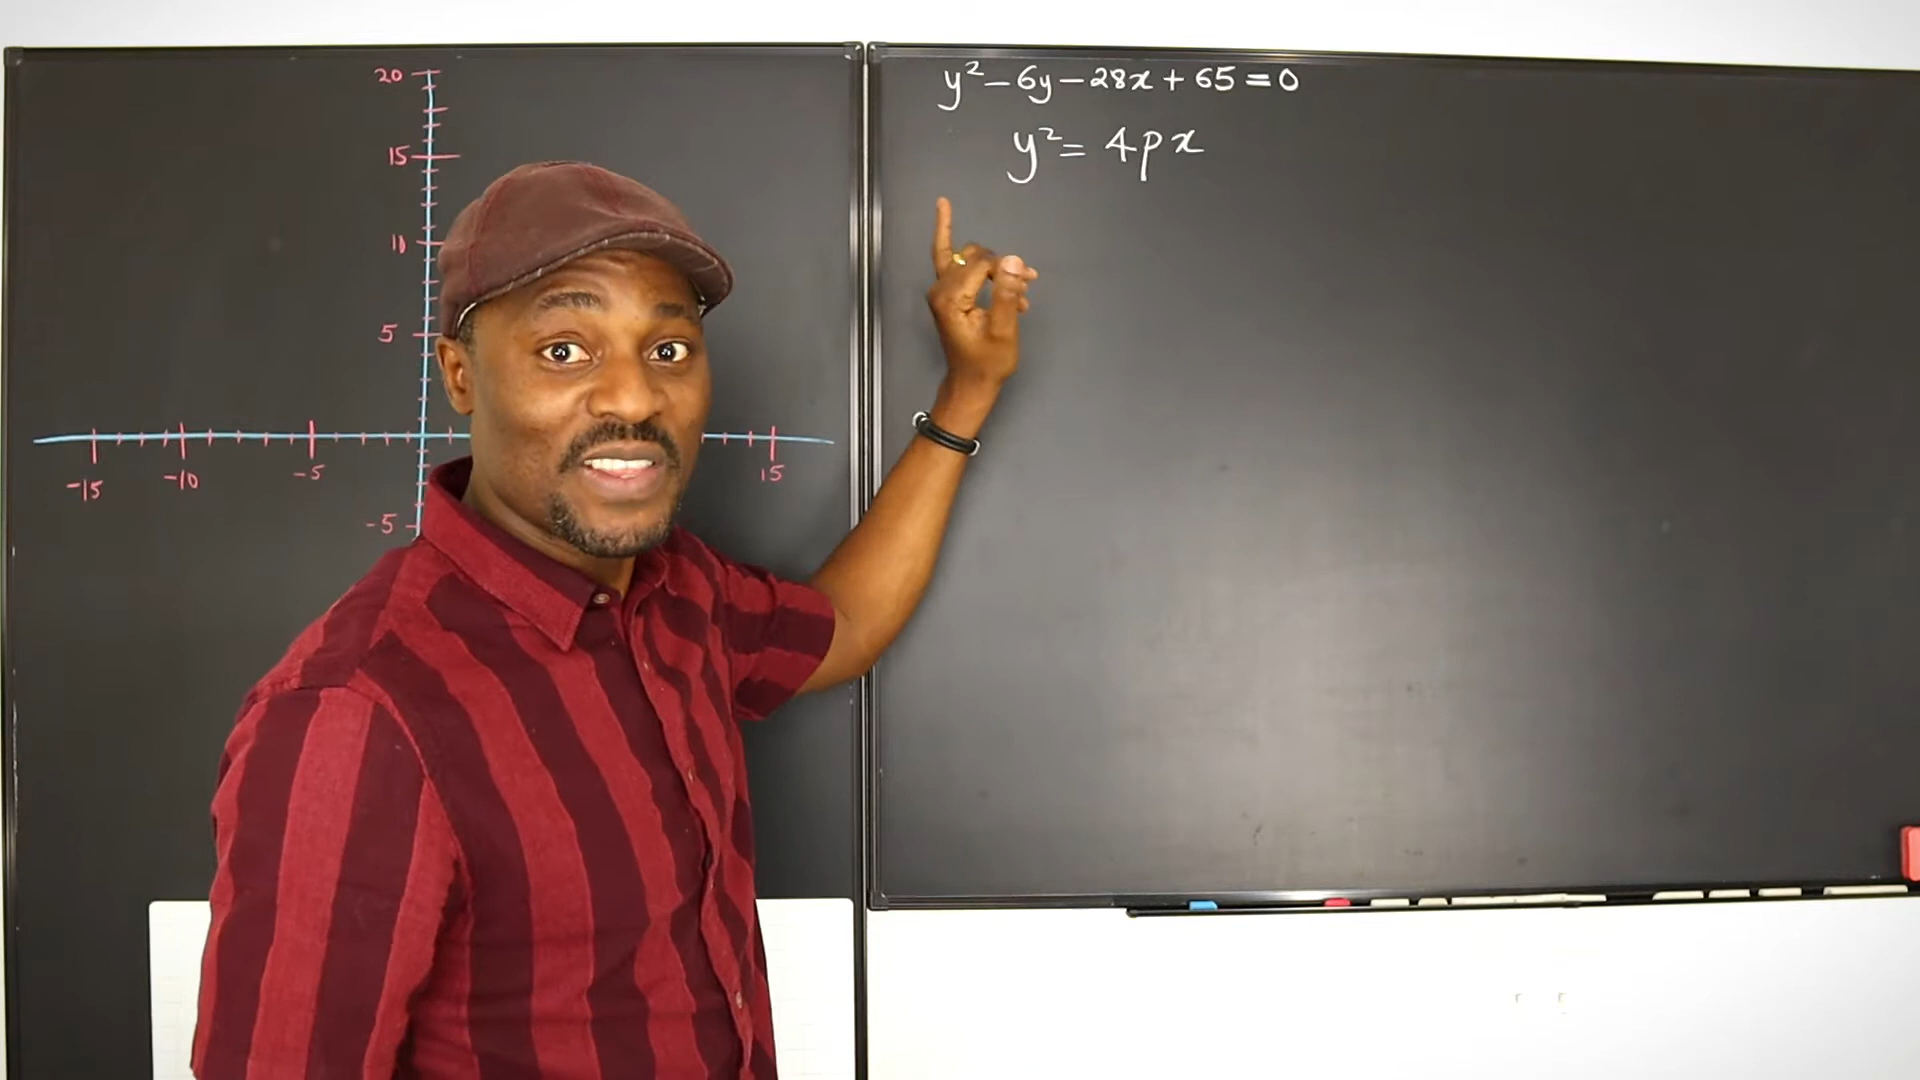 y² – 6y – 28x + 65 = 0
y² = 4px
20
15
10
5
-15 -10 -5 15
-5